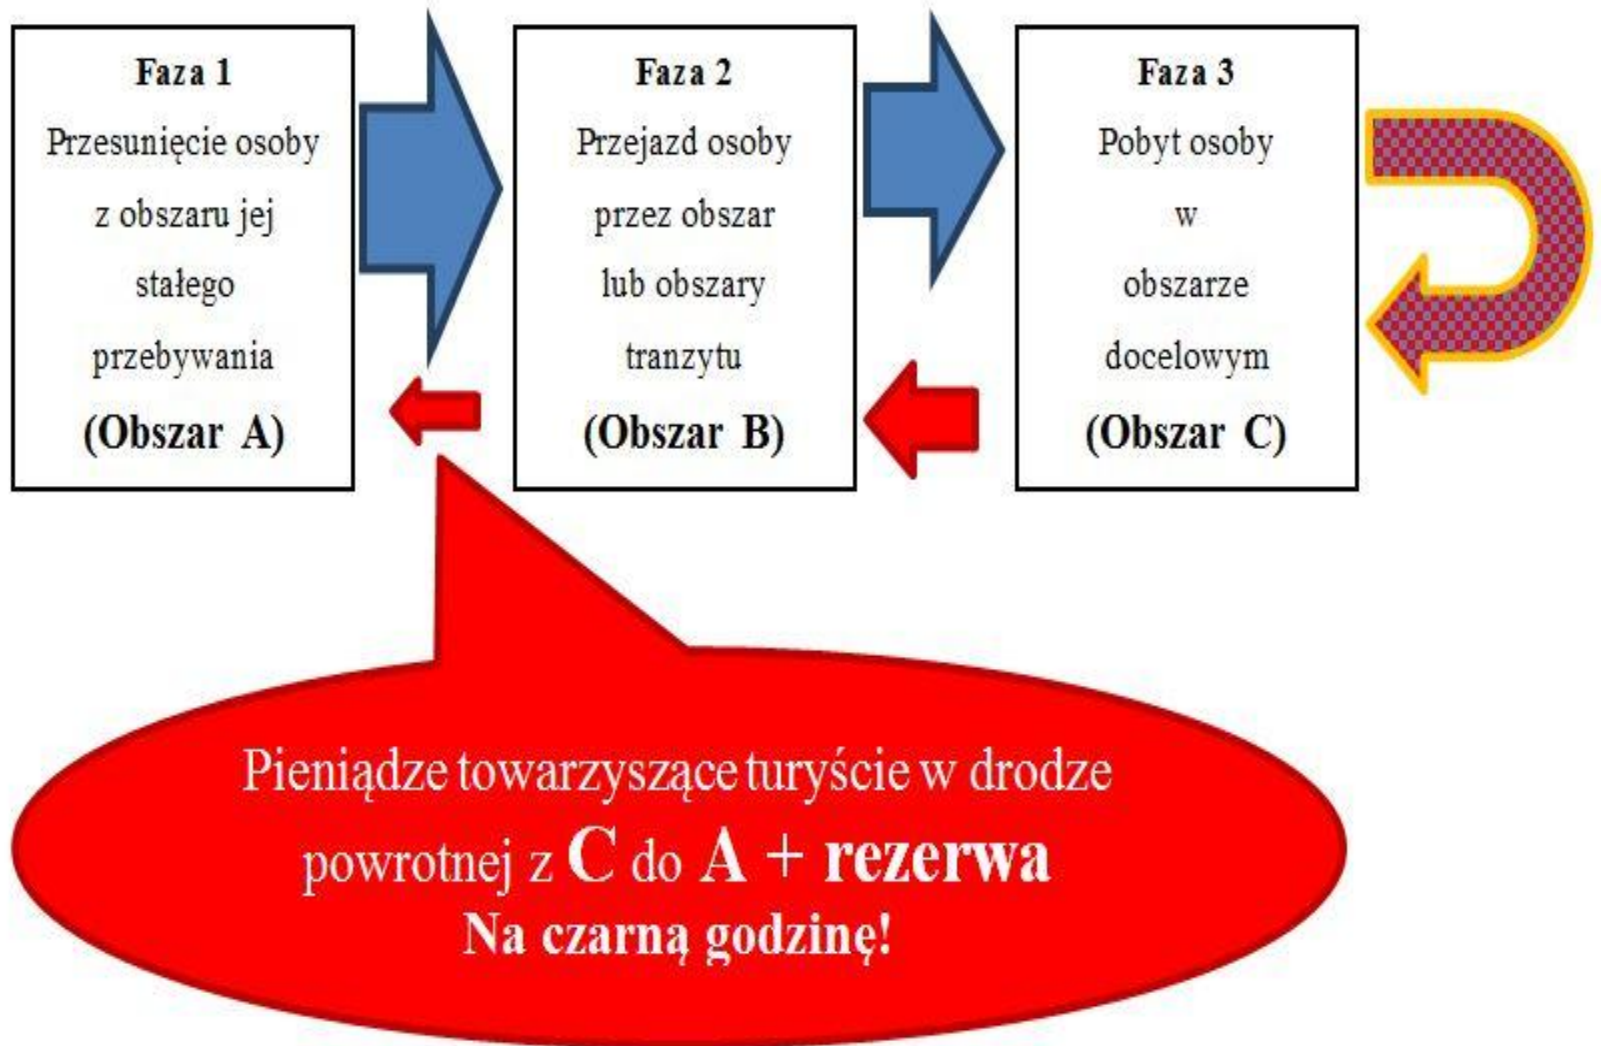 Faza 1
Przesunięcie osoby
z obszaru jej
stałego
przebywania
(Obszar A)
Faza 2
Przejazd osoby
przez obszar
lub obszary
tranzytu
(Obszar B)
Faza 3
Pobyt osoby
w
obszarze
docelowym
(Obszar C)
Pieniądze towarzyszące turyście w drodze
powrotnej z C do A + rezerwa
Na czarną godzinę!